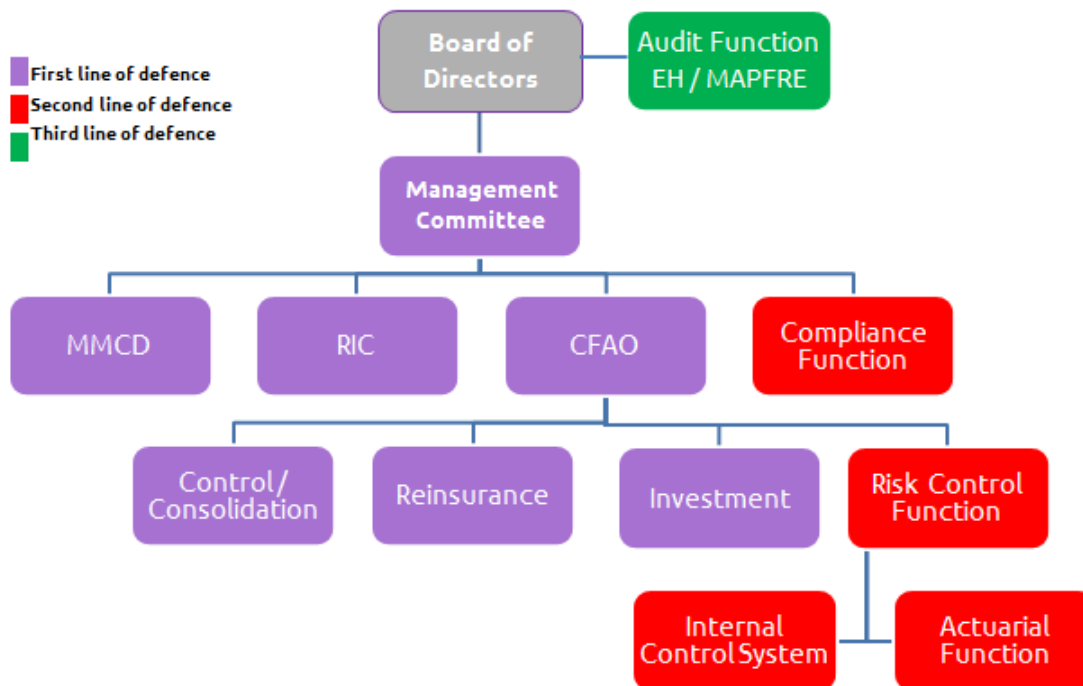 Board of
Directors
Audit Function
EH / MAPFRE
First line of defence
Second line of defence
Third line of defence
Management
Committee
MMCD
RIC
CFAO
Compliance
Function
Control /
Consolidation
Reinsurance
Investment
Risk Control
Function
Internal
Control System
Actuarial
Function